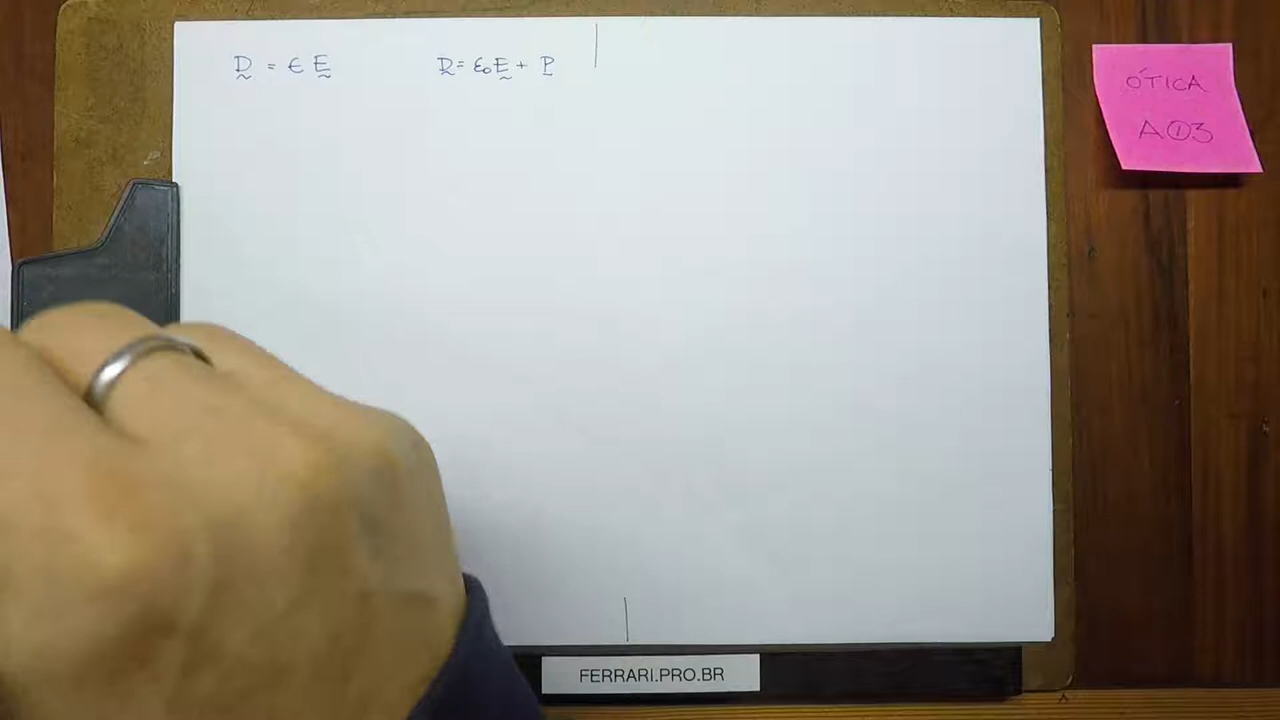 D = ϵ E D = ε₀E + P
ÓTICA
A03
FERRARI.PRO.BR